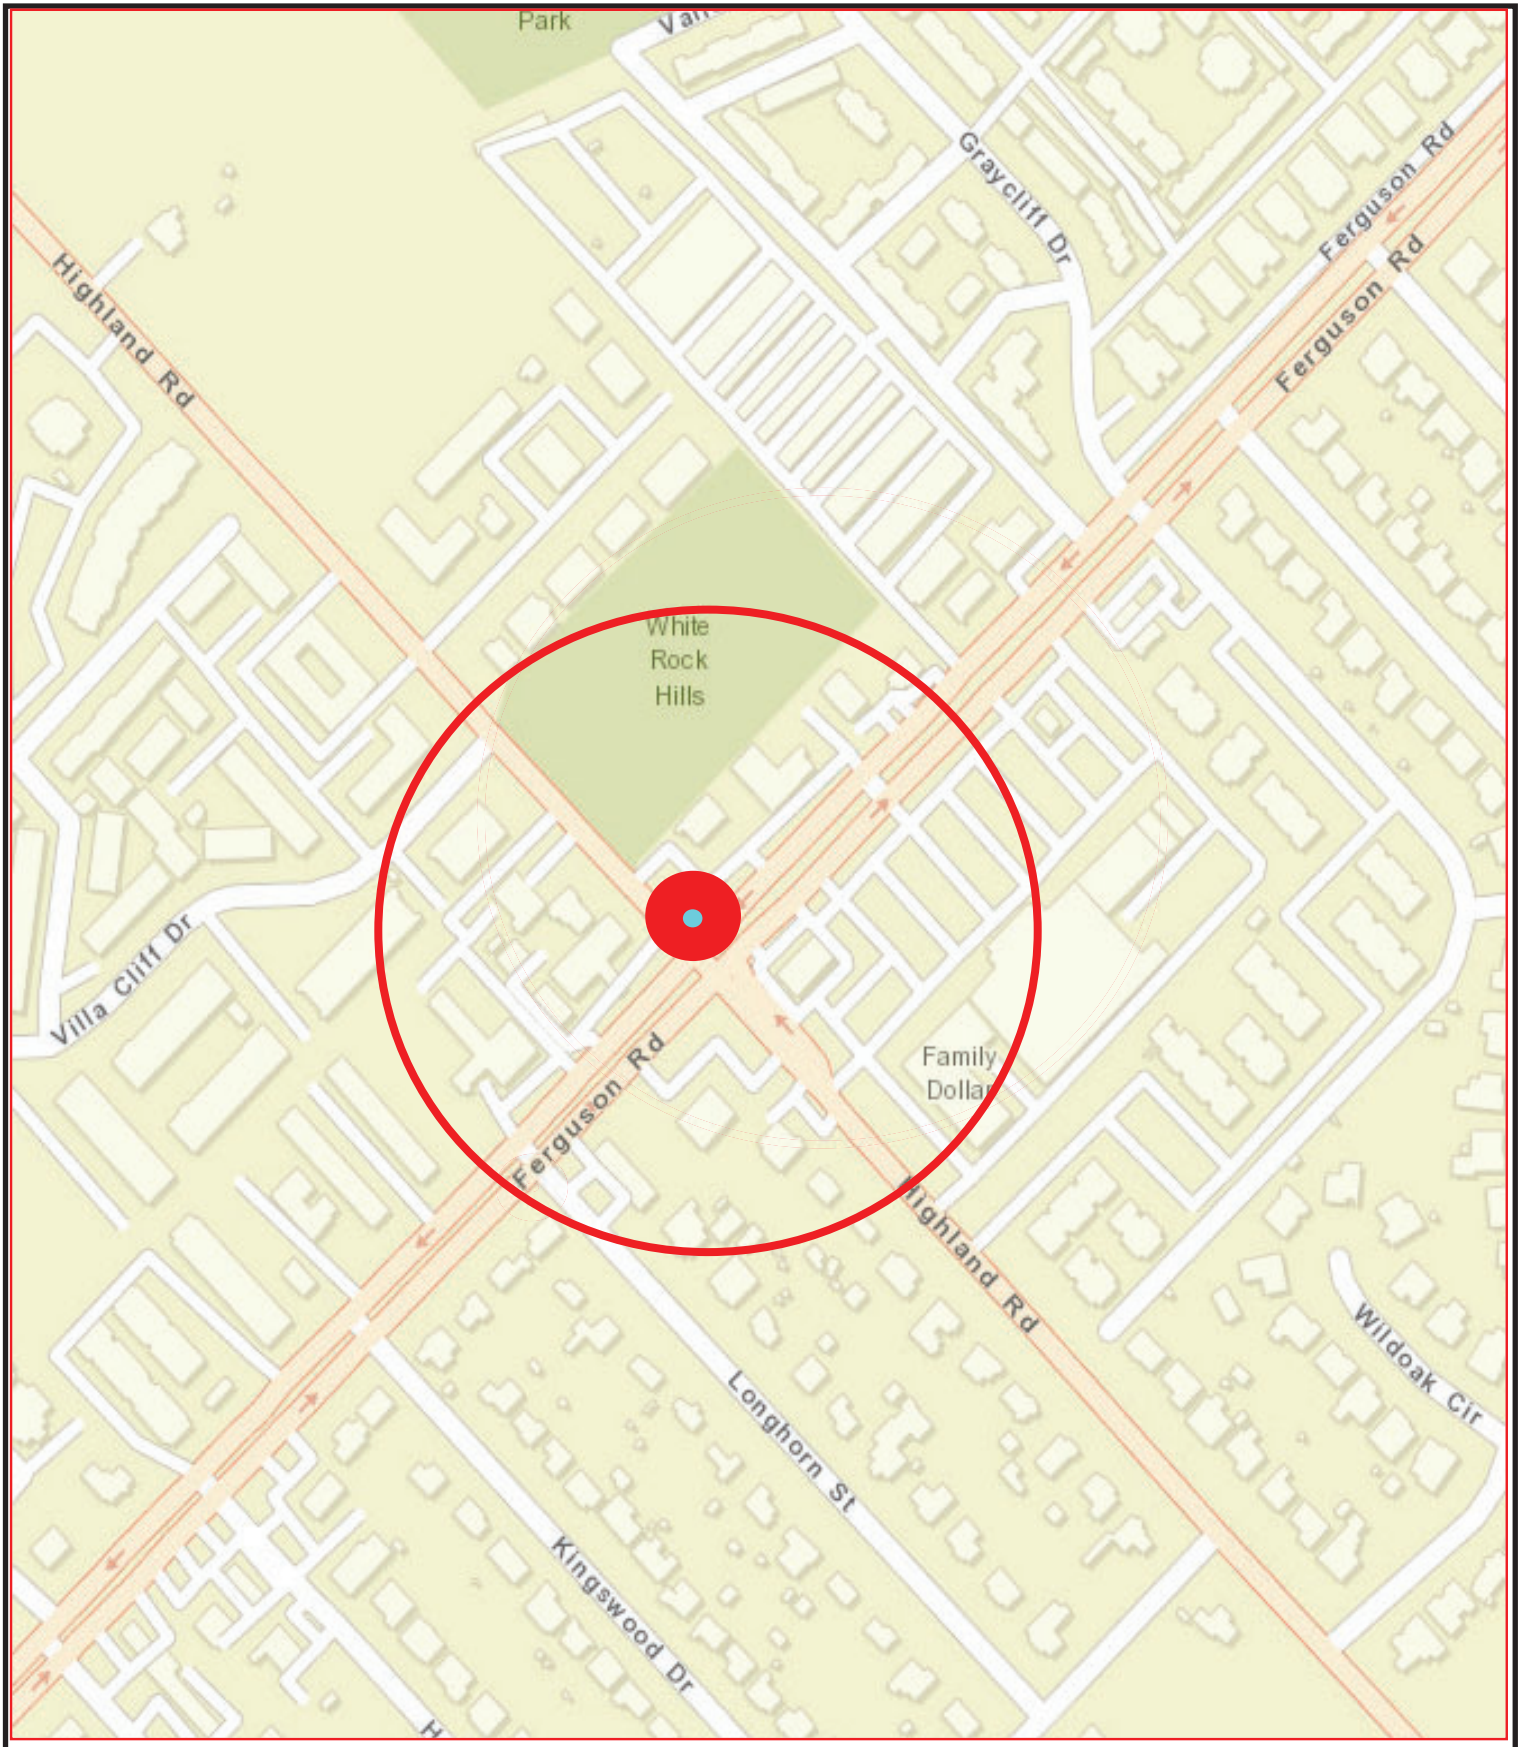 Park
Graycliff Dr
Ferguson Rd
Ferguson Rd
Highland Rd
White
Rock
Hills
Villa Cliff Dr
Ferguson Rd
Family
Dollar
Highland Rd
Wildoak Cir
Longhorn St
Kingswood Dr